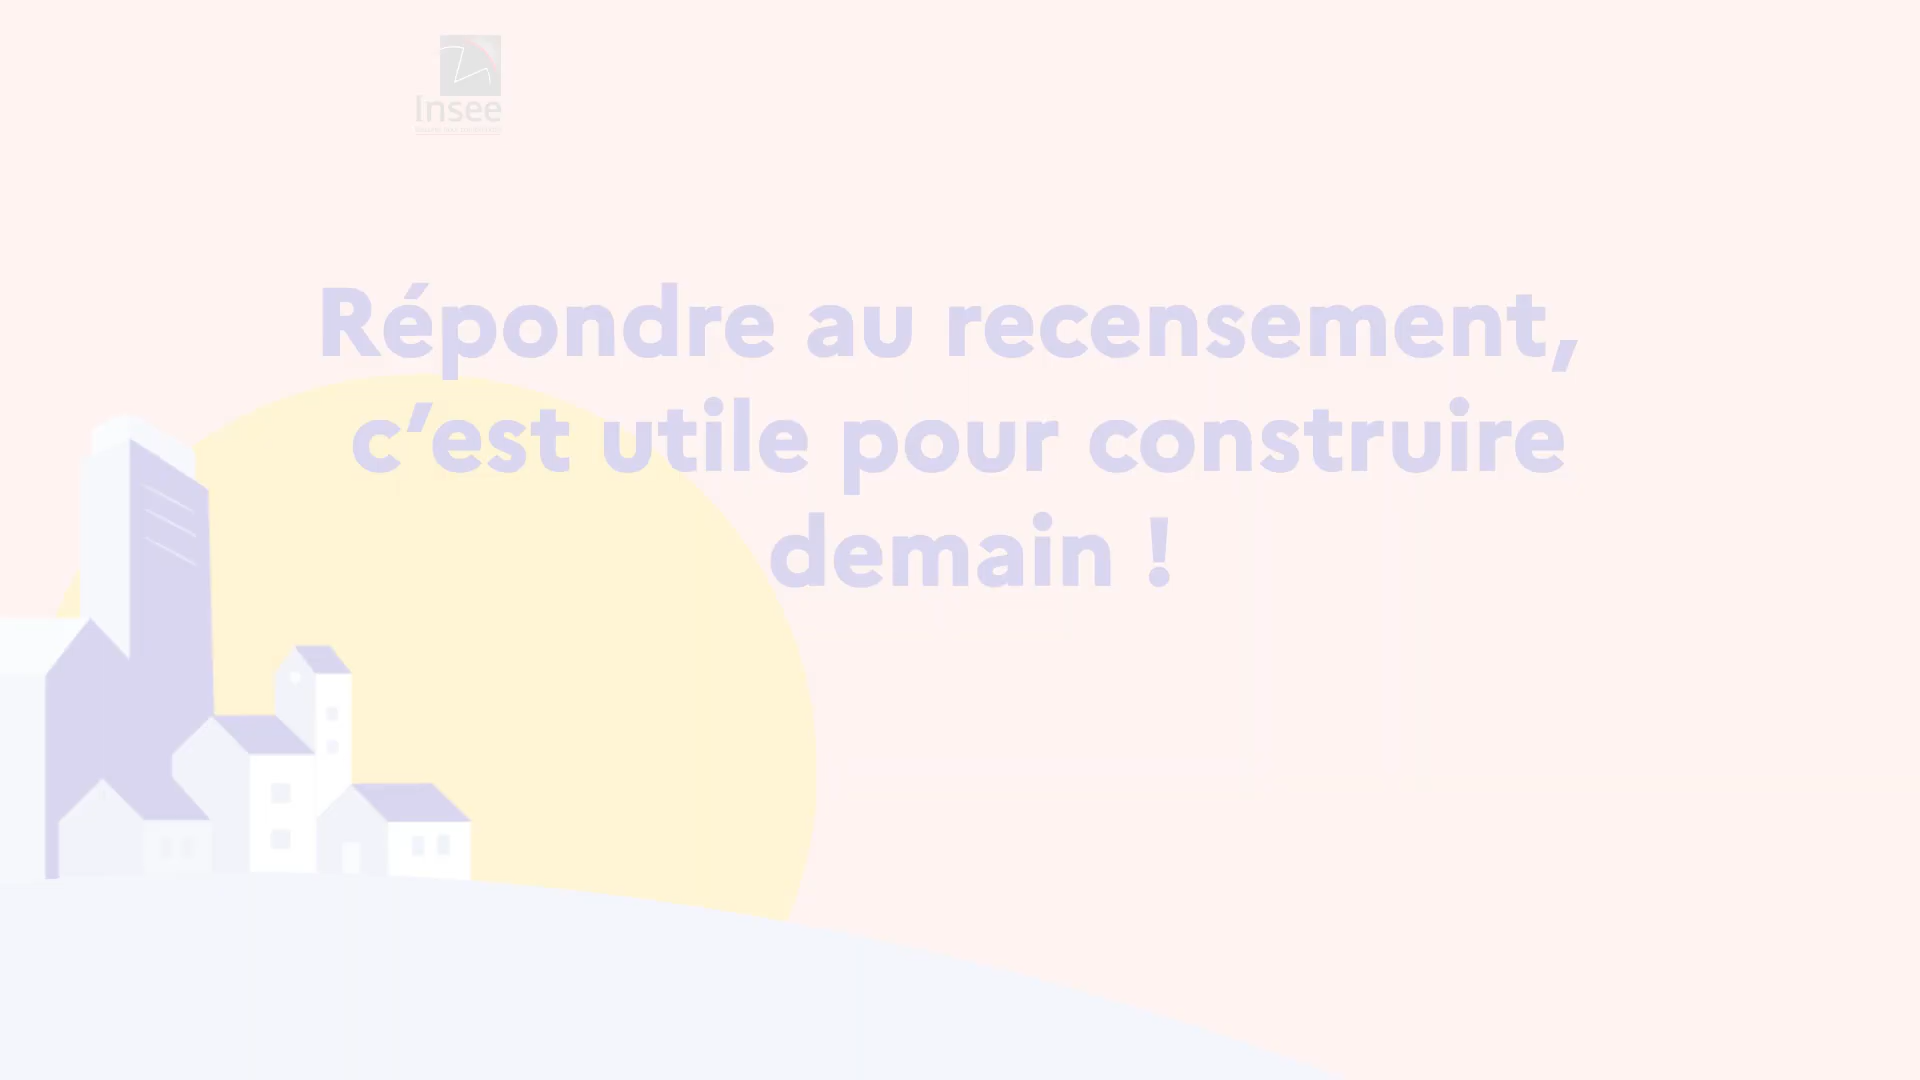 Insee
Répondre au recensement,
c’est utile pour construire
demain !